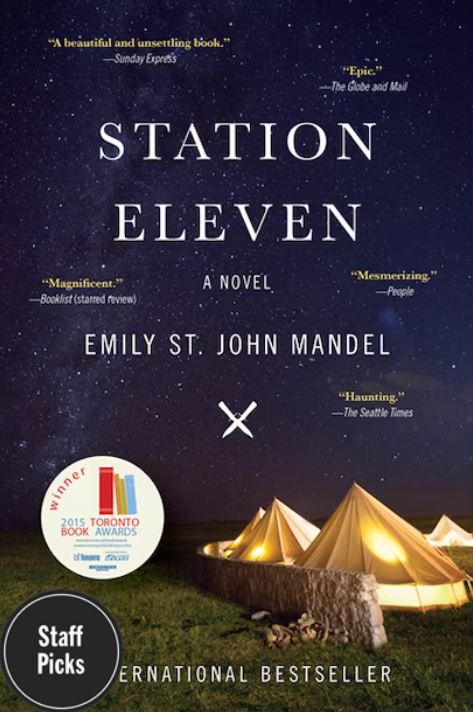 “A beautiful and unsettling book.”
—Sunday Express
“Epic.”
—The Globe and Mail
STATION
ELEVEN
“Magnificent.”
—Booklist (starred review)
A NOVEL
“Mesmerizing.”
—People
EMILY ST. JOHN MANDEL
“Haunting.”
—The Seattle Times
winner
2015 TORONTO
BOOK AWARDS
Staff
Picks
ERNATIONAL BESTSELLER